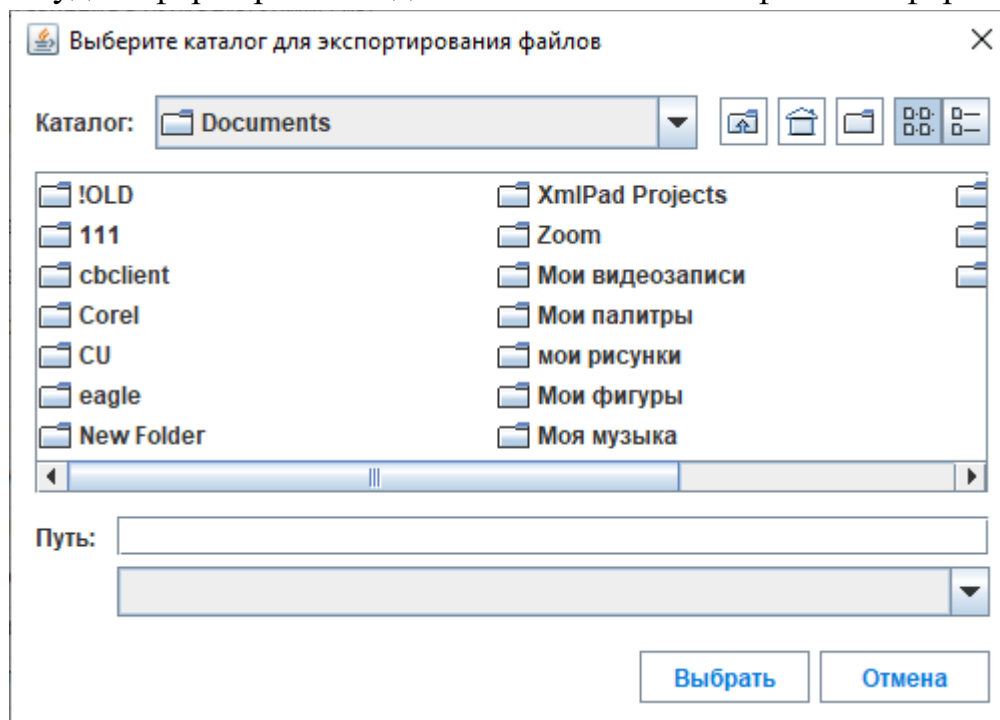 Выберите каталог для экспортирования файлов
Каталог: Documents
!OLD
111
cbclient
Corel
CU
eagle
New Folder
XmlPad Projects
Zoom
Мои видеозаписи
Мои палитры
мои рисунки
Мои фигуры
Моя музыка
Путь:
Выбрать Отмена